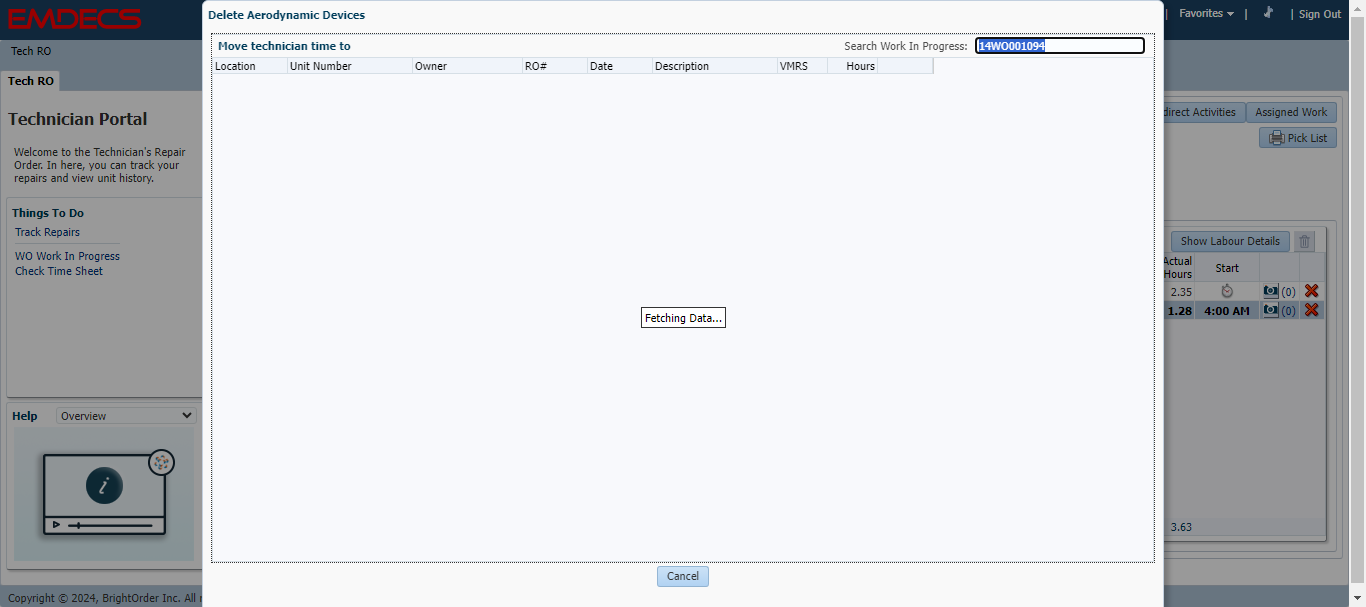 EMDECS
Delete Aerodynamic Devices
| Favorites | | Sign Out
Tech RO
Tech RO
Move technician time to
Search Work In Progress: 14WO001094
Location Unit Number Owner RO# Date Description VMRS Hours
Technician Portal
Welcome to the Technician's Repair
Order. In here, you can track your
repairs and view unit history.
direct Activities
Assigned Work
Pick List
Things To Do
Track Repairs
WO Work In Progress
Check Time Sheet
Show Labour Details
Actual
Hours
Start
2.35 (0)
1.28 4:00 AM (0)
Fetching Data...
Help Overview
i
3.63
Cancel
Copyright © 2024, BrightOrder Inc. All